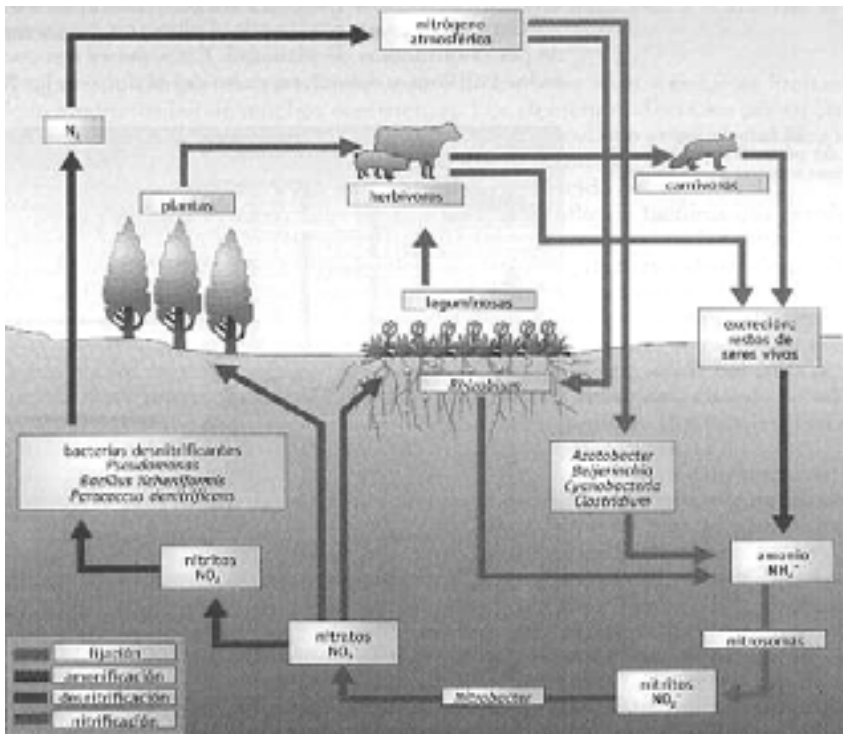 nitrógeno
atmosférico
N₂
plantas
herbívoros
carnívoros
leguminosas
Rhizobium
excreción;
restos de
seres vivos
bacterias desnitrificantes
Pseudomonas
Bacillus licheniformis
Paracoccus denitrificans
Azotobacter
Beijerinckia
Cyanobacteria
Clostridium
nitritos
NO₂⁻
amonio
NH₄⁺
nitratos
NO₃⁻
nitrosomas
Nitrobacter
nitritos
NO₂⁻
fijación
amonificación
desnitrificación
nitrificación